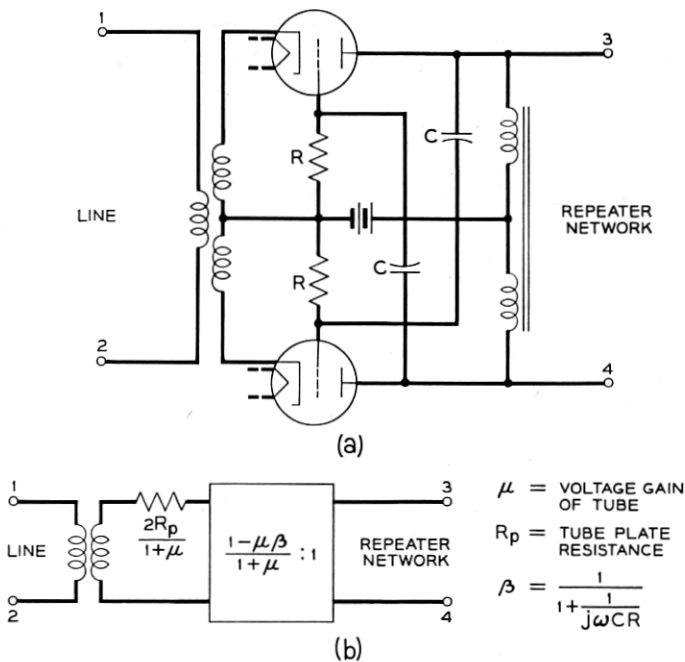 1
3
R
C
LINE
REPEATER
NETWORK
C
R
2
4
(a)
1
3
μ = VOLTAGE GAIN
OF TUBE
2Rp
1+μ
1-μβ
1+μ
: 1
LINE
REPEATER
NETWORK
Rp = TUBE PLATE
RESISTANCE
2
4
β = 1
1+ 1
jωCR
(b)